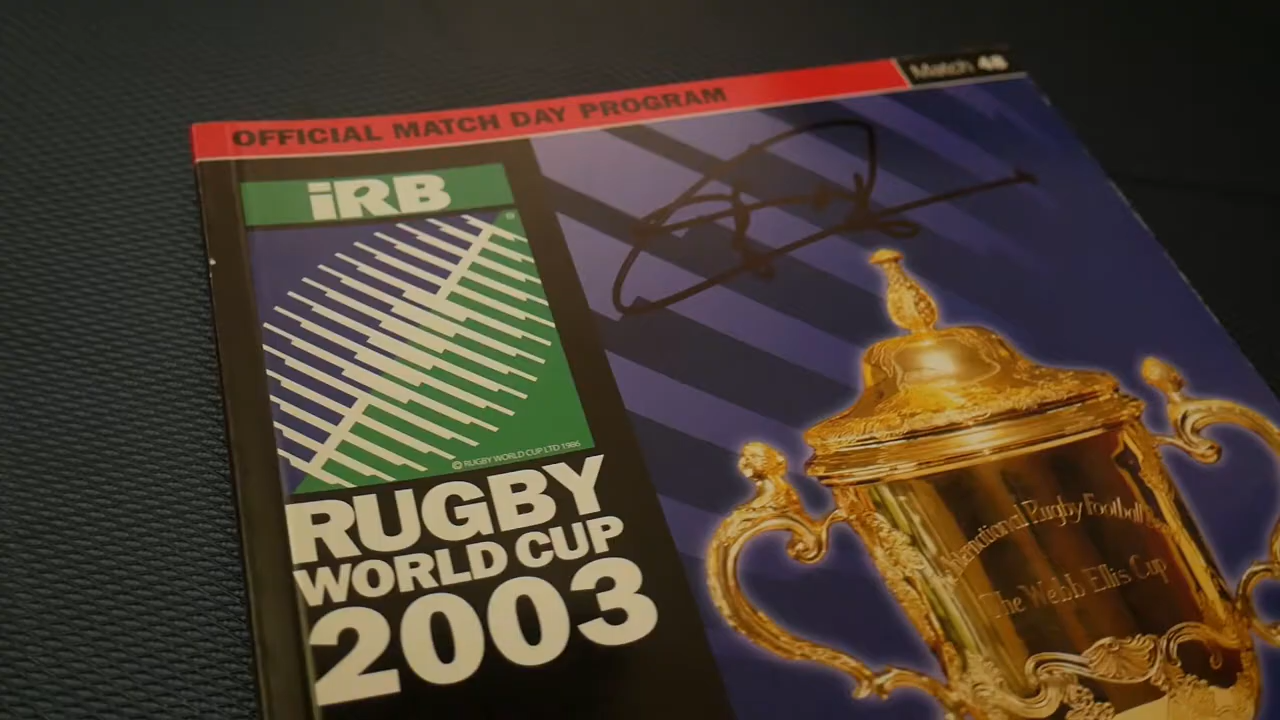 OFFICIAL MATCH DAY PROGRAM
Match 48
iRB
© RUGBY WORLD CUP LTD 1986
RUGBY
WORLD CUP
2003
International Rugby Football
The Webb Ellis Cup